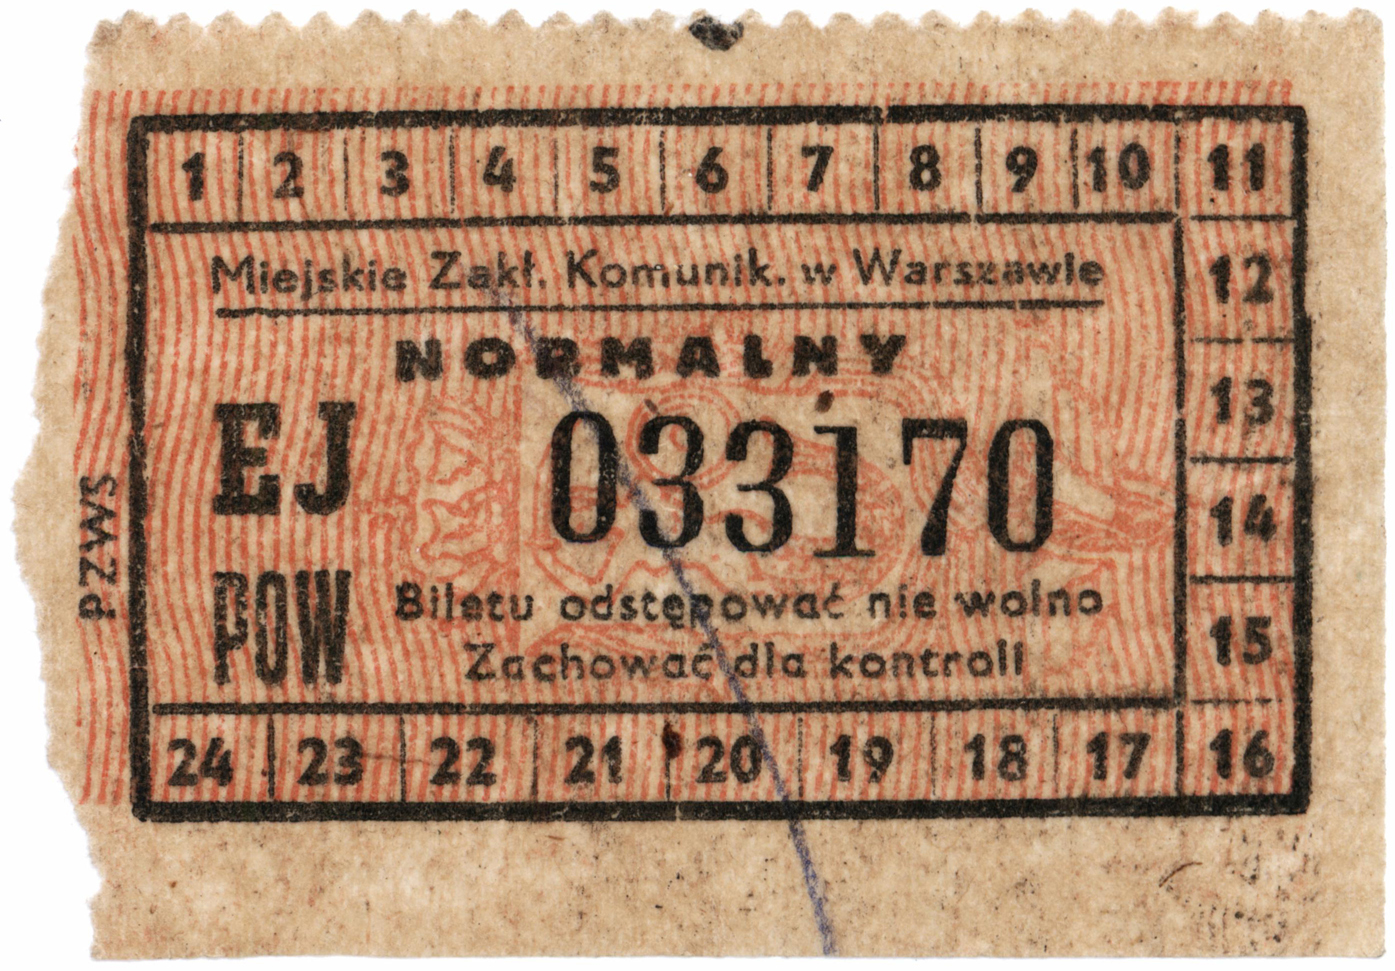 1 2 3 4 5 6 7 8 9 10 11
Miejskie Zakł. Komunik. w Warszawie
12
NORMALNY
13
EJ 033170
14
PZWS
POW Biletu odstępować nie wolno
15
Zachować dla kontroli
24 23 22 21 20 19 18 17 16